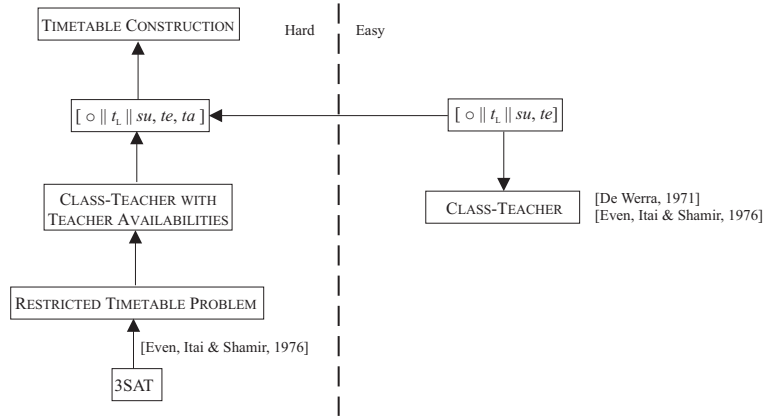 TIMETABLE CONSTRUCTION
Hard
Easy
[ ○ || t_L || su, te, ta ]
[ ○ || t_L || su, te]
CLASS-TEACHER WITH
TEACHER AVAILABILITIES
CLASS-TEACHER
[De Werra, 1971]
[Even, Itai & Shamir, 1976]
RESTRICTED TIMETABLE PROBLEM
[Even, Itai & Shamir, 1976]
3SAT